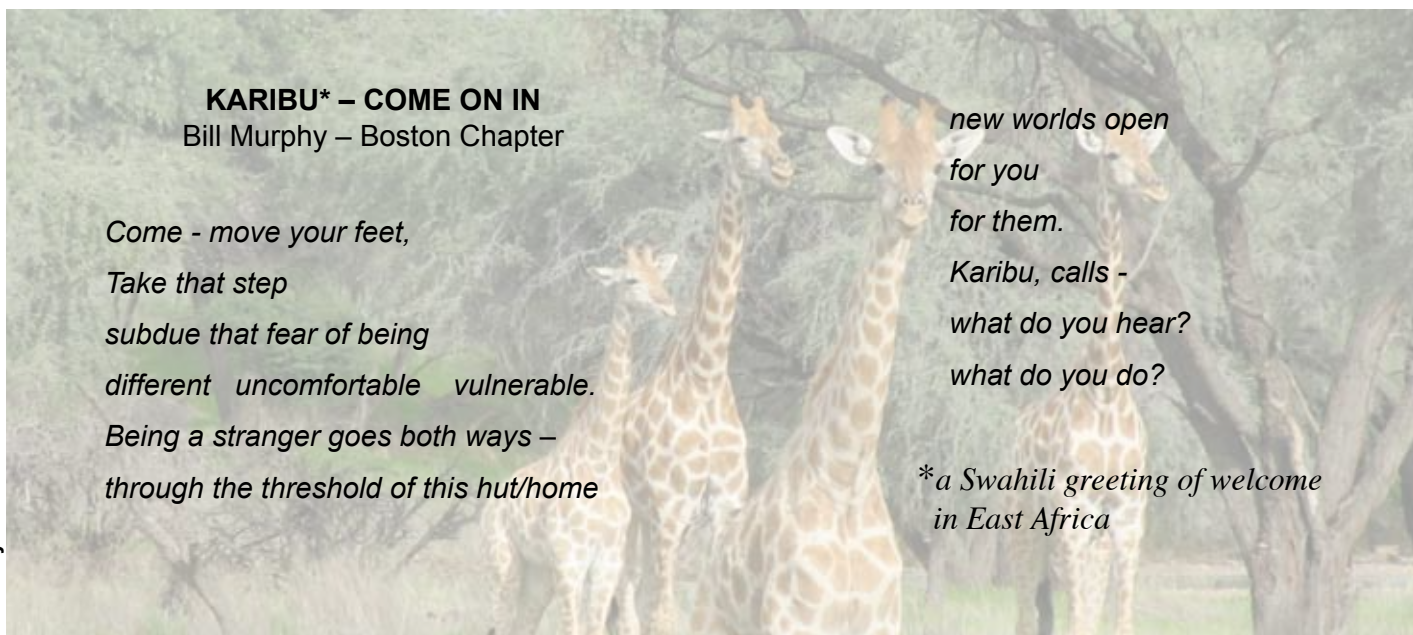 KARIBU* – COME ON IN
Bill Murphy – Boston Chapter
Come - move your feet,
Take that step
subdue that fear of being
different uncomfortable vulnerable.
Being a stranger goes both ways –
through the threshold of this hut/home
new worlds open
for you
for them.
Karibu, calls -
what do you hear?
what do you do?
*a Swahili greeting of welcome
in East Africa